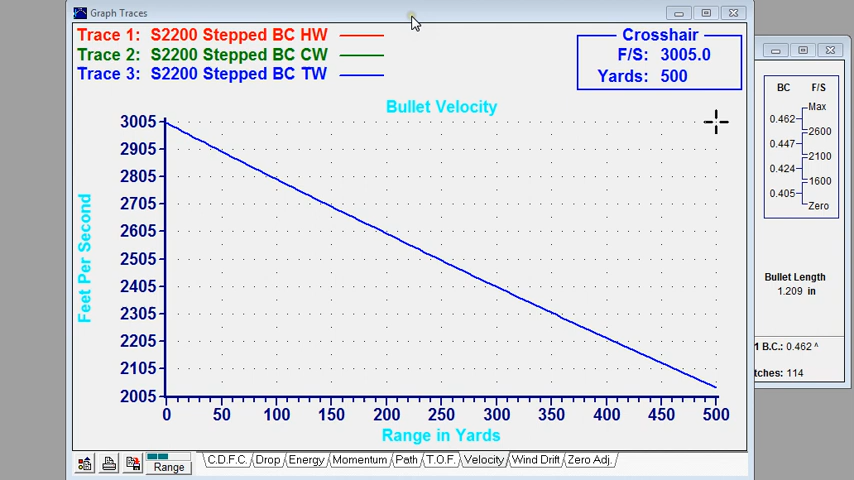 Graph Traces
Trace 1: S2200 Stepped BC HW
Trace 2: S2200 Stepped BC CW
Trace 3: S2200 Stepped BC TW
Crosshair
F/S: 3005.0
Yards: 500
Bullet Velocity
3005
2905
2805
2705
2605
2505
2405
2305
2205
2105
2005
Feet Per Second
0 50 100 150 200 250 300 350 400 450 500
Range in Yards
Range
C.D.F.C. Drop Energy Momentum Path T.O.F. Velocity Wind Drift Zero Adj.
BC F/S
Max
0.462
2600
0.447
2100
0.424
1600
0.405
Zero
Bullet Length
1.209 in
1 B.C.: 0.462 ^
tches: 114